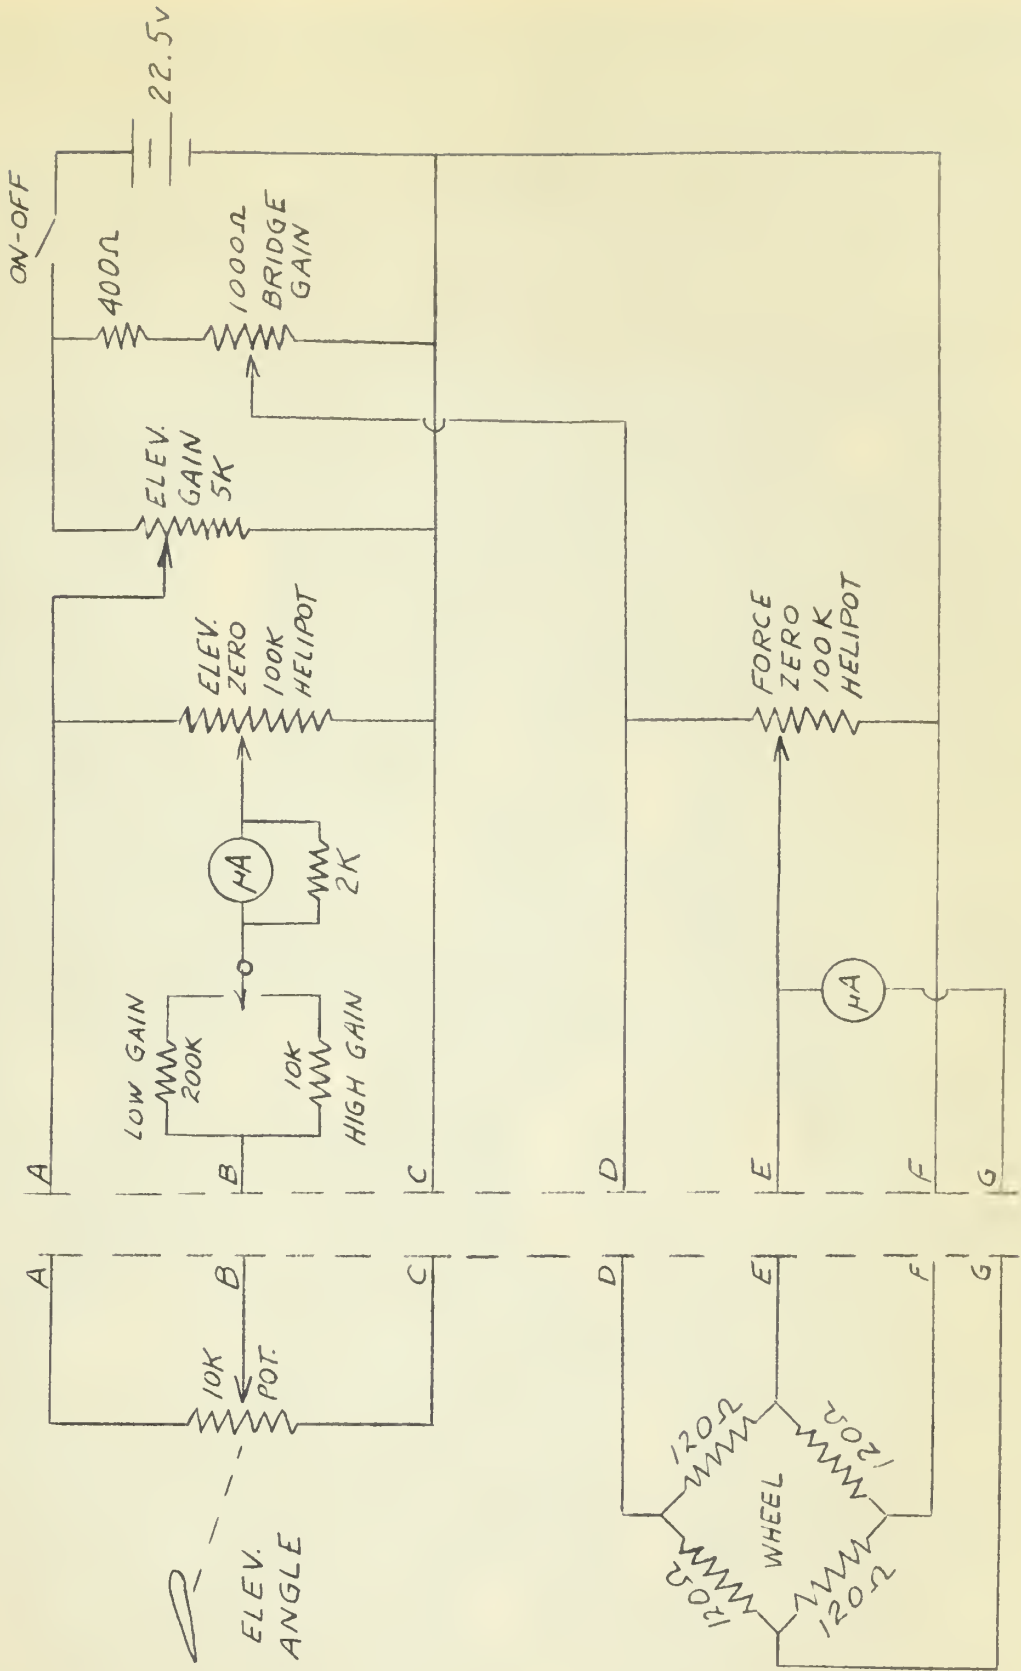 ON-OFF
22.5v
400Ω
1000Ω
BRIDGE
GAIN
ELEV.
GAIN
5K
ELEV.
ZERO
100K
HELIPOT
μA
2K
LOW GAIN
200K
10K
HIGH GAIN
A
B
C
D
E
F
G
FORCE
ZERO
100K
HELIPOT
μA
A
B
C
D
E
F
G
10K
POT.
ELEV.
ANGLE
120Ω
120Ω
120Ω
120Ω
WHEEL